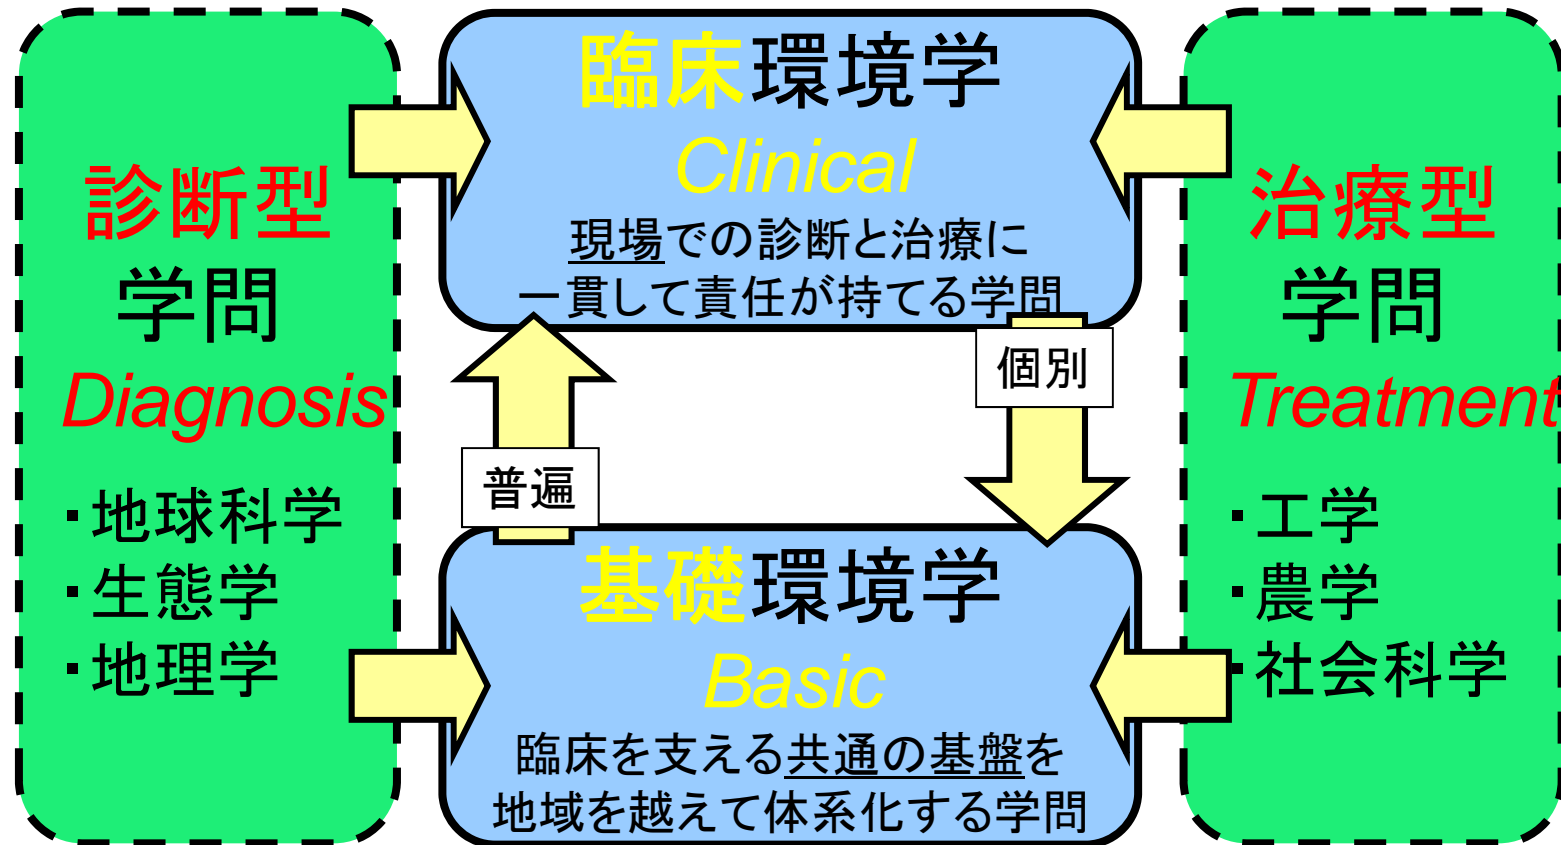 診断型
学問
Diagnosis
・地球科学
・生態学
・地理学
臨床環境学
Clinical
現場での診断と治療に
一貫して責任が持てる学問
普遍
個別
基礎環境学
Basic
臨床を支える共通の基盤を
地域を越えて体系化する学問
治療型
学問
Treatment
・工学
・農学
・社会科学